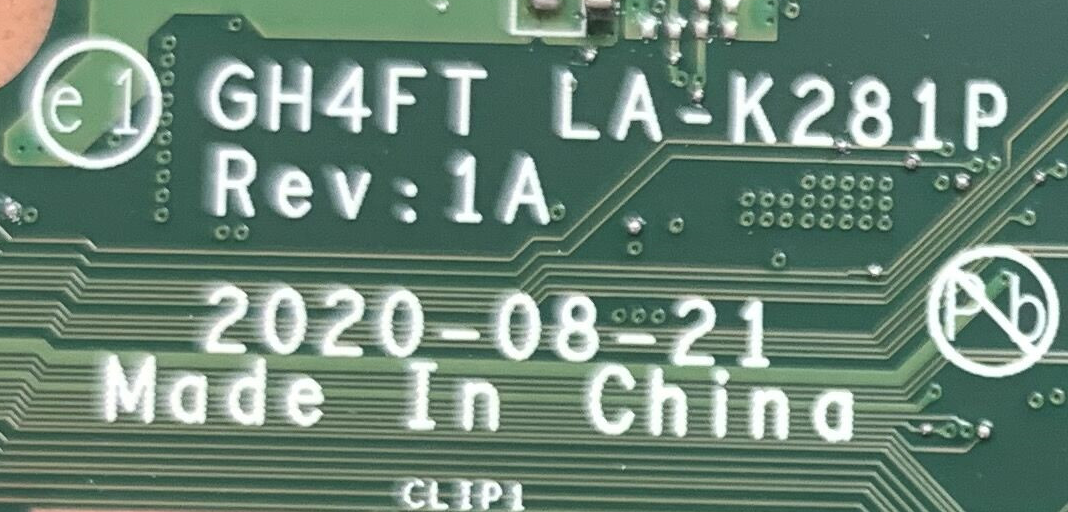 e1 GH4FT LA-K281P
Rev:1A
2020-08-21
Pb
Made In China
CLIP1